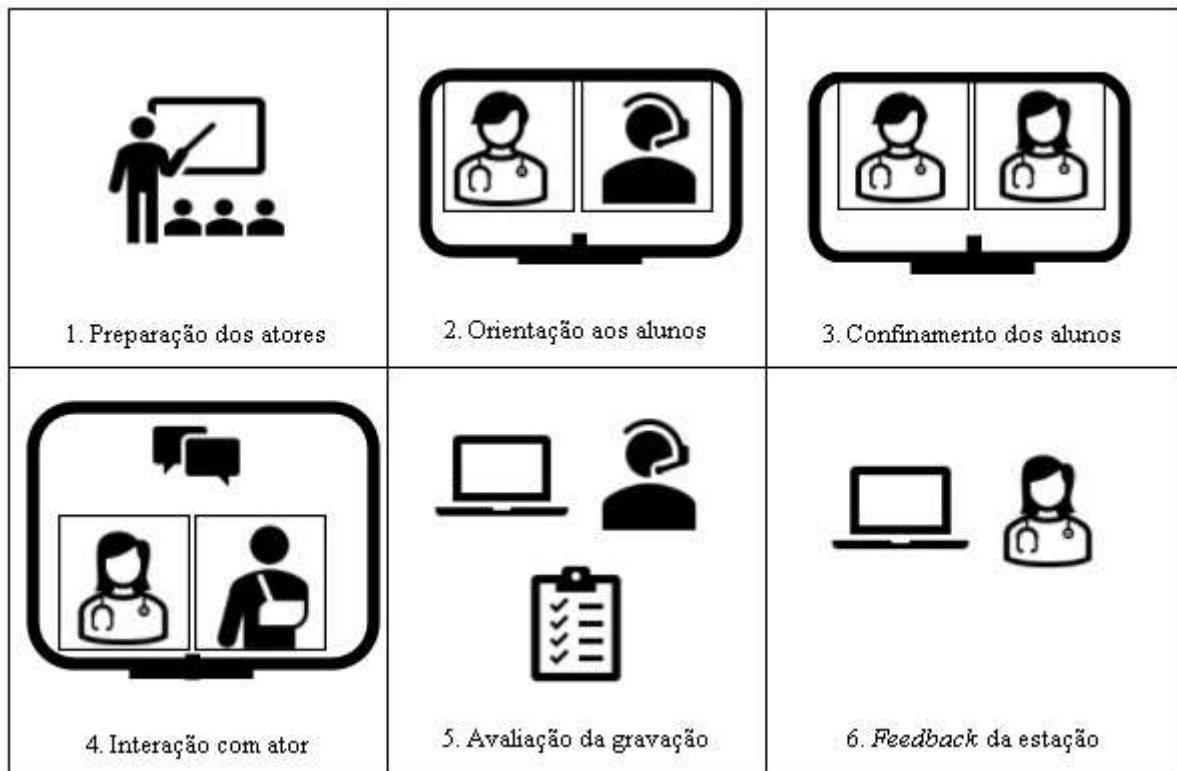 1. Preparação dos atores
2. Orientação aos alunos
3. Confinamento dos alunos
4. Interação com ator
5. Avaliação da gravação
6. Feedback da estação